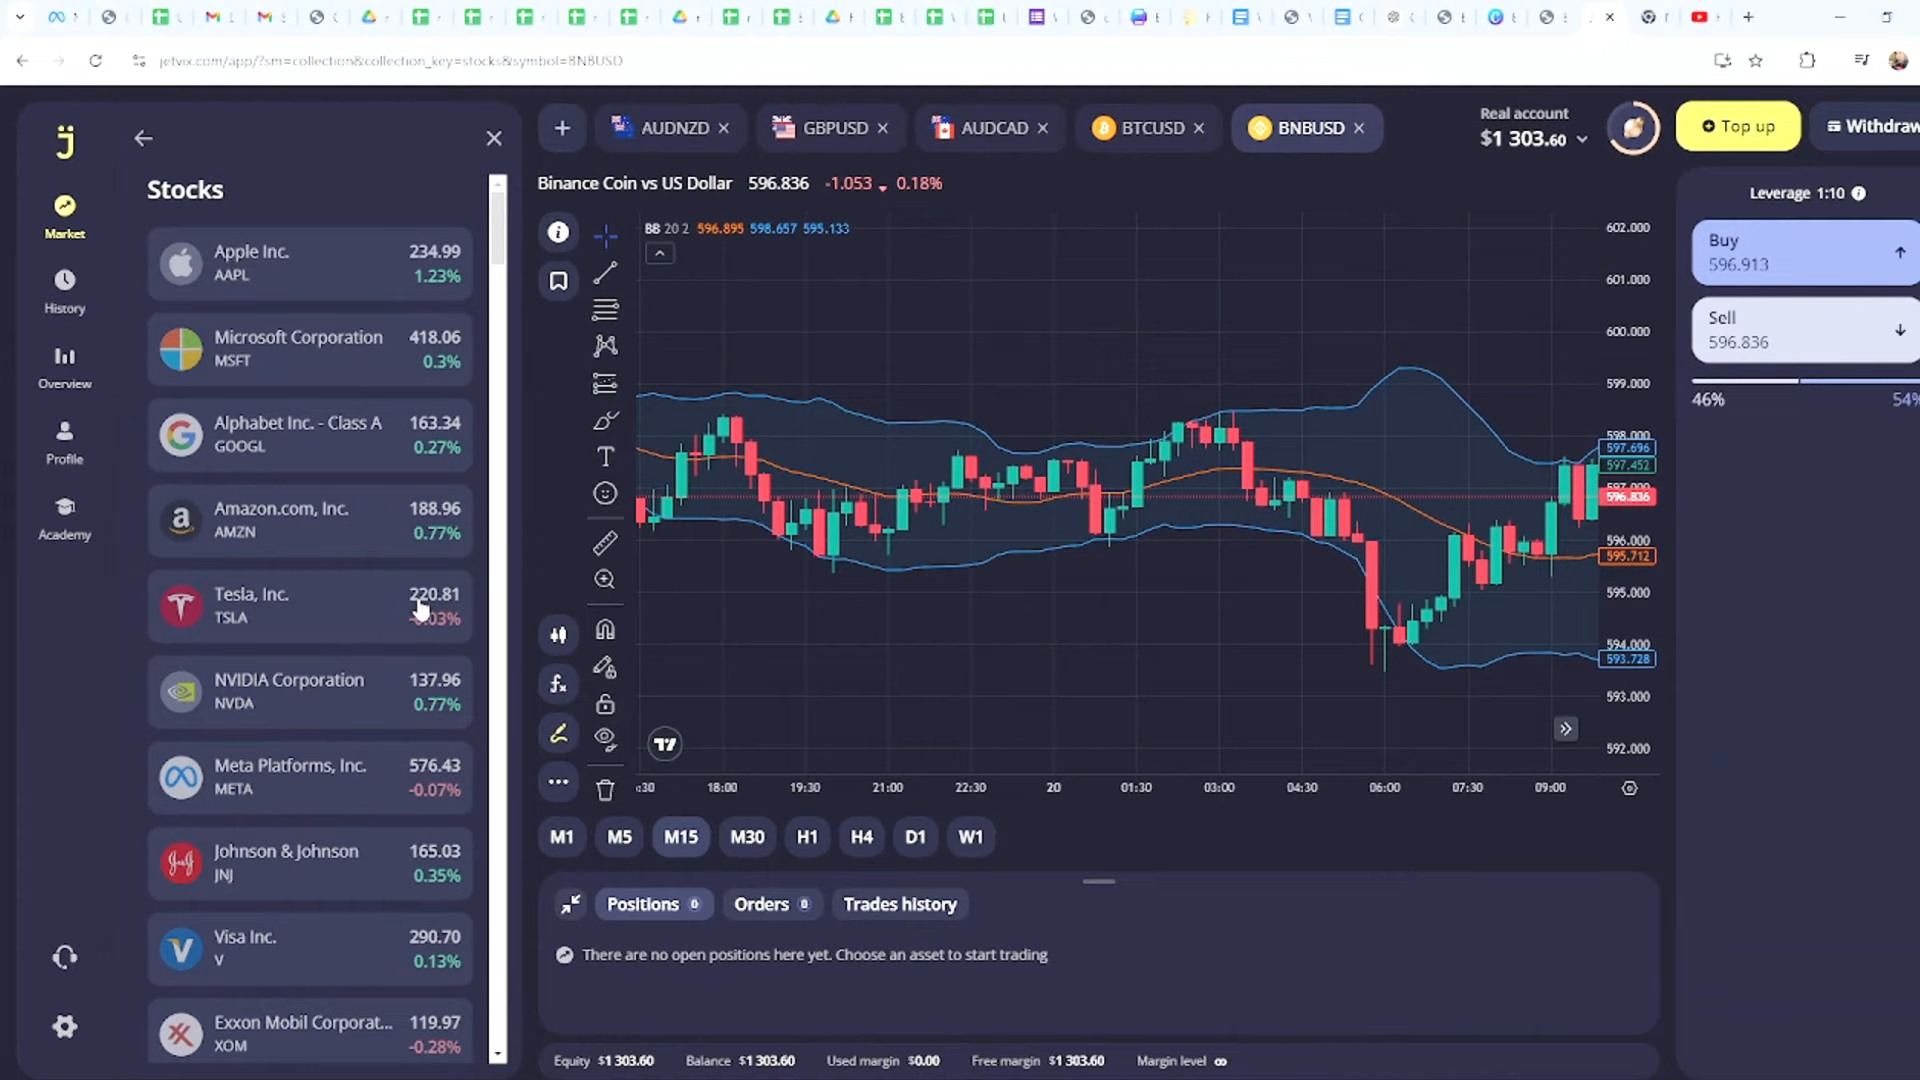 jetvix.com/app/?sm=collection&collection_key=stocks&symbol=BNBUSD
Market
History
Overview
Profile
Academy
Stocks
Apple Inc. 234.99
AAPL 1.23%
Microsoft Corporation 418.06
MSFT 0.3%
Alphabet Inc. - Class A 163.34
GOOGL 0.27%
Amazon.com, Inc. 188.96
AMZN 0.77%
Tesla, Inc. 220.81
TSLA
NVIDIA Corporation 137.96
NVDA 0.77%
Meta Platforms, Inc. 576.43
META -0.07%
Johnson & Johnson 165.03
JNJ 0.35%
Visa Inc. 290.70
V 0.13%
Exxon Mobil Corporat... 119.97
XOM -0.28%
AUDNZD
GBPUSD
AUDCAD
BTCUSD
BNBUSD
Real account
$1 303.60
Top up
Withdraw
Binance Coin vs US Dollar 596.836 -1.053 0.18%
BB 20 2 596.895 598.657 595.133
602.000
601.000
600.000
599.000
598.000
597.696
597.452
596.836
596.000
595.712
595.000
594.000
593.728
593.000
592.000
:30 18:00 19:30 21:00 22:30 20 01:30 03:00 04:30 06:00 07:30 09:00
M1 M5 M15 M30 H1 H4 D1 W1
Leverage 1:10
Buy
596.913
Sell
596.836
46% 54%
Positions 0 Orders 0 Trades history
There are no open positions here yet. Choose an asset to start trading
Equity $1 303.60 Balance $1 303.60 Used margin $0.00 Free margin $1 303.60 Margin level ∞